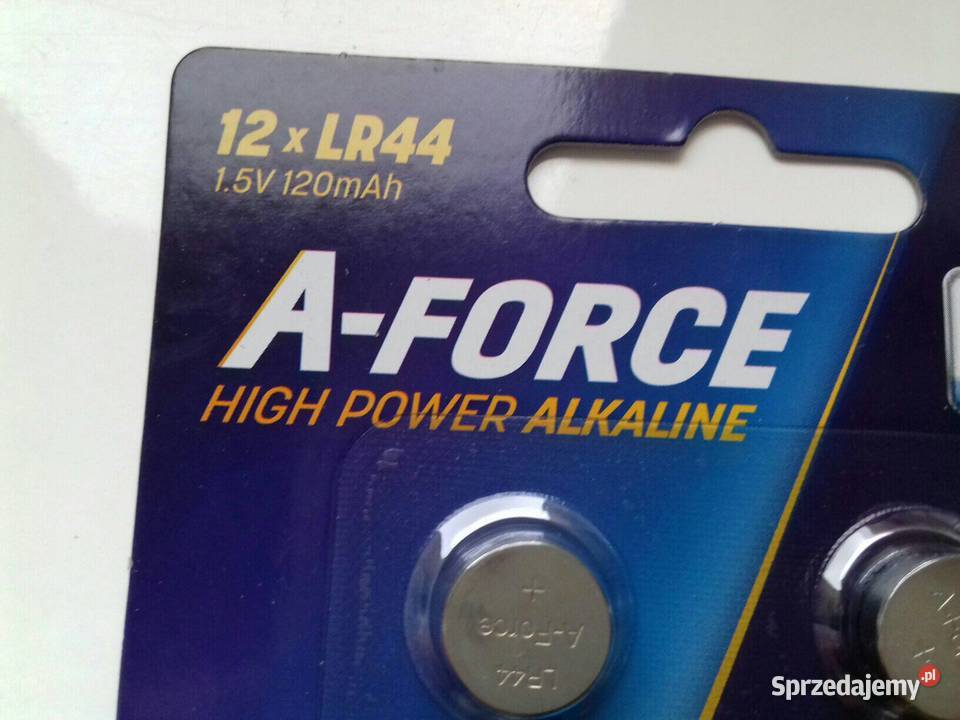 12 x LR44
1.5V 120mAh
A-FORCE
HIGH POWER ALKALINE
+
A-Force
LR44
Sprzedajemy.pl